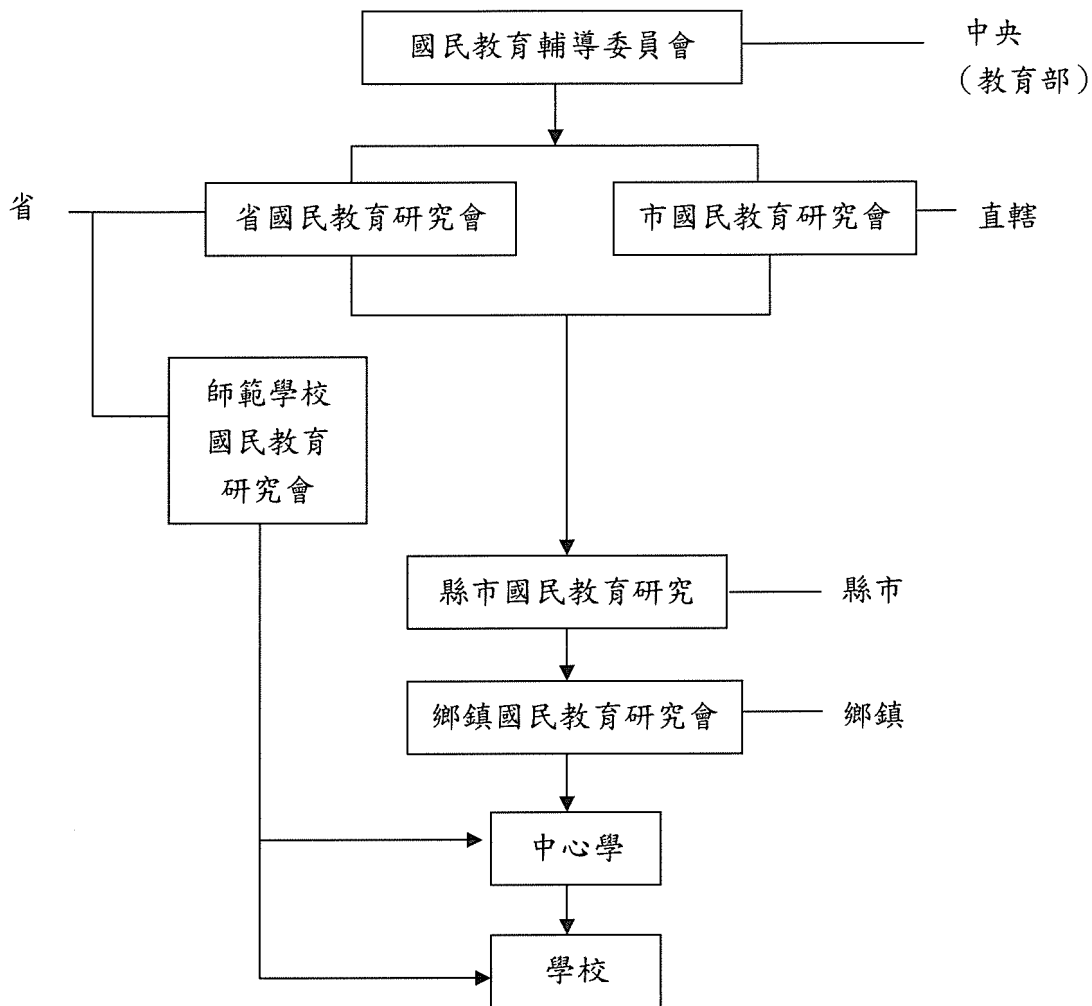 國民教育輔導委員會
中央
（教育部）
省
省國民教育研究會
市國民教育研究會
直轄
師範學校
國民教育
研究會
縣市國民教育研究
縣市
鄉鎮國民教育研究會
鄉鎮
中心學
學校